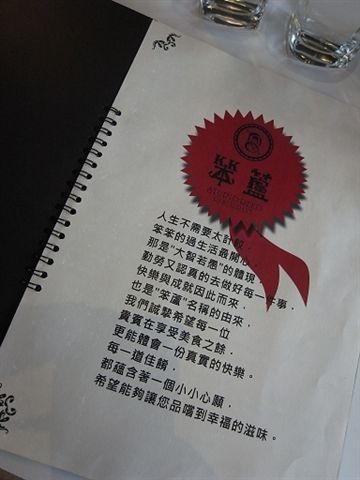 KK
笨蘆
人生不需要太計較，
笨笨的過生活最開心，
那是"大智若愚"的體現，
動勞又認真的去做好每一件事，
快樂與成就因此而來，
也是"笨蘆"名稱的由來，
我們誠摯希望每一位
貴賓在享受美食之餘，
更能體會一份真實的快樂。
每一道佳餚，
都蘊含著一個小小心願，
希望能夠讓您品嚐到幸福的滋味。